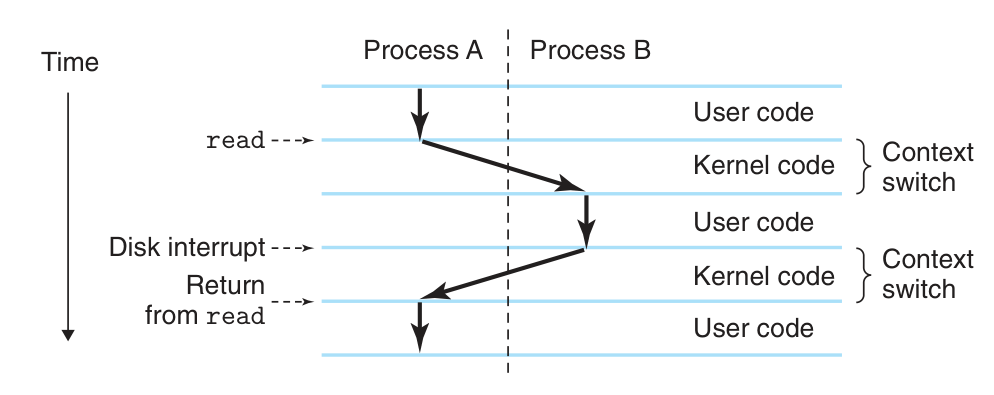 Process A
Process B
Time
User code
read
Kernel code
Context
switch
User code
Disk interrupt
Kernel code
Context
switch
Return
from read
User code